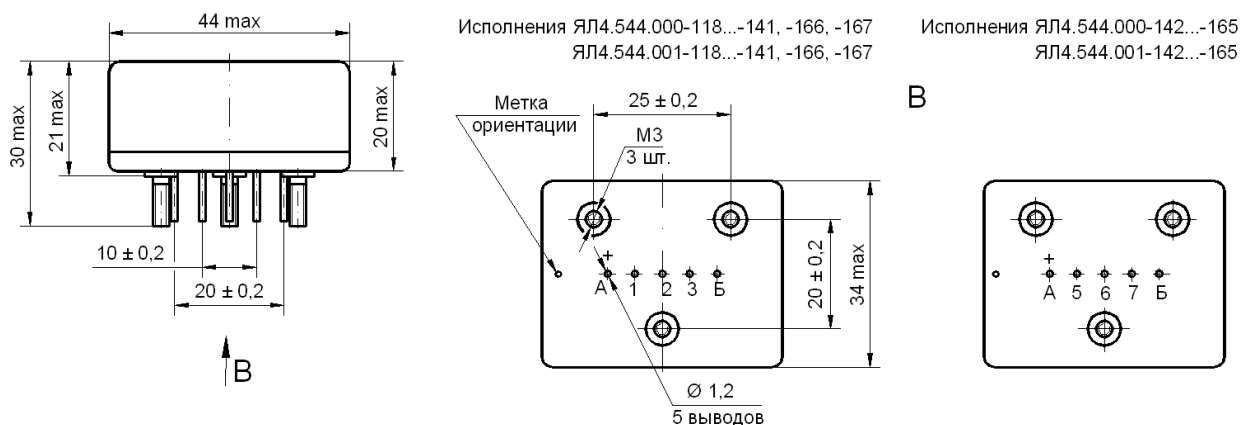 44 max
30 max
21 max
20 max
10 ± 0,2
20 ± 0,2
В
Исполнения ЯЛ4.544.000-118...-141, -166, -167
ЯЛ4.544.001-118...-141, -166, -167
Метка
ориентации
25 ± 0,2
М3
3 шт.
+
А 1 2 3 Б
20 ± 0,2
34 max
Ø 1,2
5 выводов
Исполнения ЯЛ4.544.000-142...-165
ЯЛ4.544.001-142...-165
В
+
А 5 6 7 Б